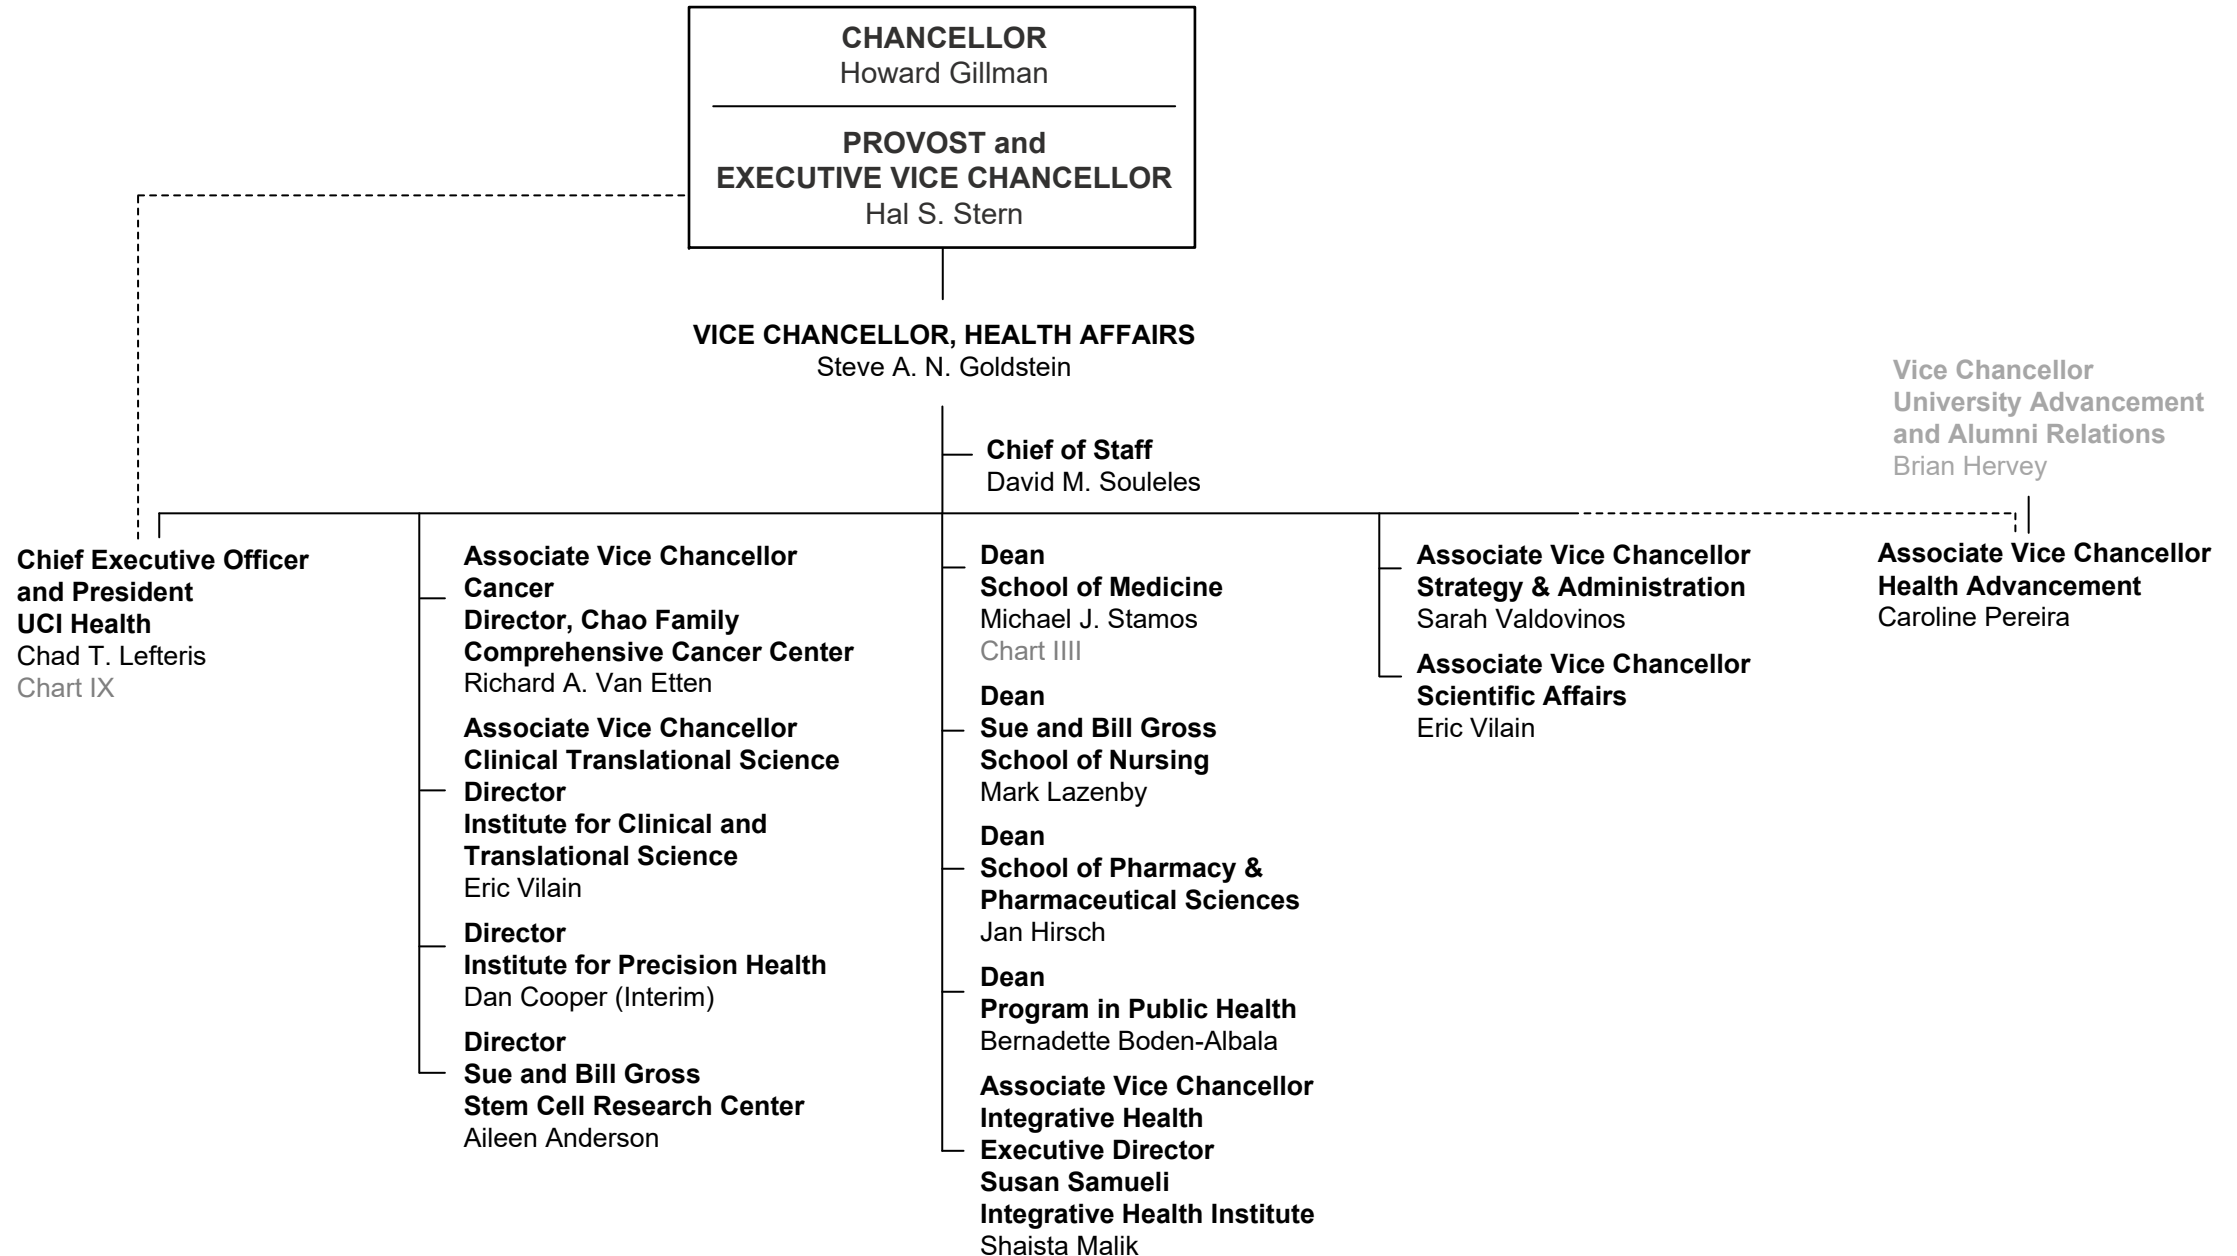 CHANCELLOR
Howard Gillman
PROVOST and
EXECUTIVE VICE CHANCELLOR
Hal S. Stern
VICE CHANCELLOR, HEALTH AFFAIRS
Steve A. N. Goldstein
Vice Chancellor
University Advancement
and Alumni Relations
Brian Hervey
Chief of Staff
David M. Souleles
Chief Executive Officer
and President
UCI Health
Chad T. Lefteris
Chart IX
Associate Vice Chancellor
Cancer
Director, Chao Family
Comprehensive Cancer Center
Richard A. Van Etten
Associate Vice Chancellor
Clinical Translational Science
Director
Institute for Clinical and
Translational Science
Eric Vilain
Director
Institute for Precision Health
Dan Cooper (Interim)
Director
Sue and Bill Gross
Stem Cell Research Center
Aileen Anderson
Dean
School of Medicine
Michael J. Stamos
Chart IIII
Dean
Sue and Bill Gross
School of Nursing
Mark Lazenby
Dean
School of Pharmacy &
Pharmaceutical Sciences
Jan Hirsch
Dean
Program in Public Health
Bernadette Boden-Albala
Associate Vice Chancellor
Integrative Health
Executive Director
Susan Samueli
Integrative Health Institute
Shaista Malik
Associate Vice Chancellor
Strategy & Administration
Sarah Valdovinos
Associate Vice Chancellor
Scientific Affairs
Eric Vilain
Associate Vice Chancellor
Health Advancement
Caroline Pereira